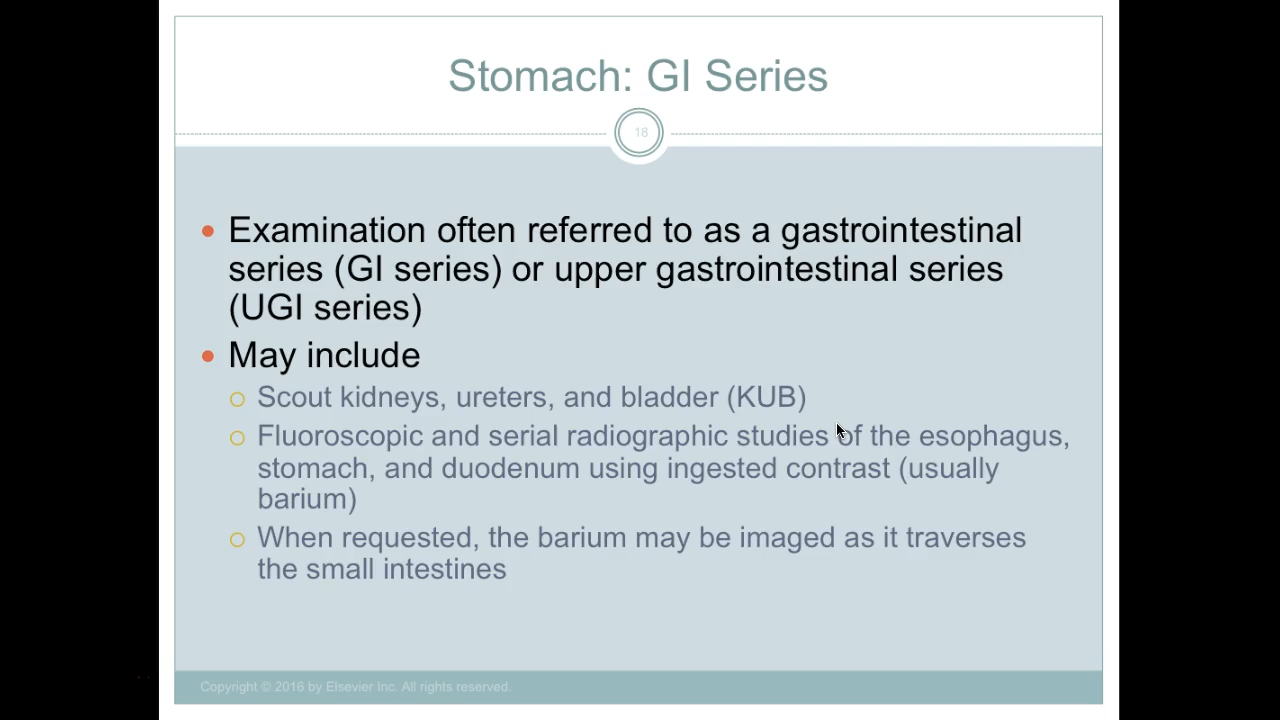 Stomach: GI Series
18
• Examination often referred to as a gastrointestinal
series (GI series) or upper gastrointestinal series
(UGI series)
• May include
○ Scout kidneys, ureters, and bladder (KUB)
○ Fluoroscopic and serial radiographic studies of the esophagus,
stomach, and duodenum using ingested contrast (usually
barium)
○ When requested, the barium may be imaged as it traverses
the small intestines
Copyright © 2016 by Elsevier Inc. All rights reserved.